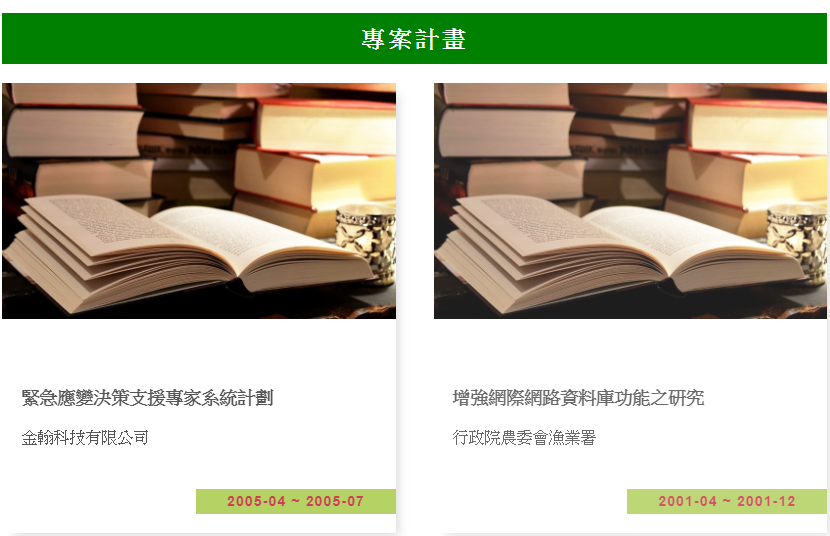 專案計畫
緊急應變決策支援專家系統計劃
金翰科技有限公司
2005-04 ~ 2005-07
增強網際網路資料庫功能之研究
行政院農委會漁業署
2001-04 ~ 2001-12